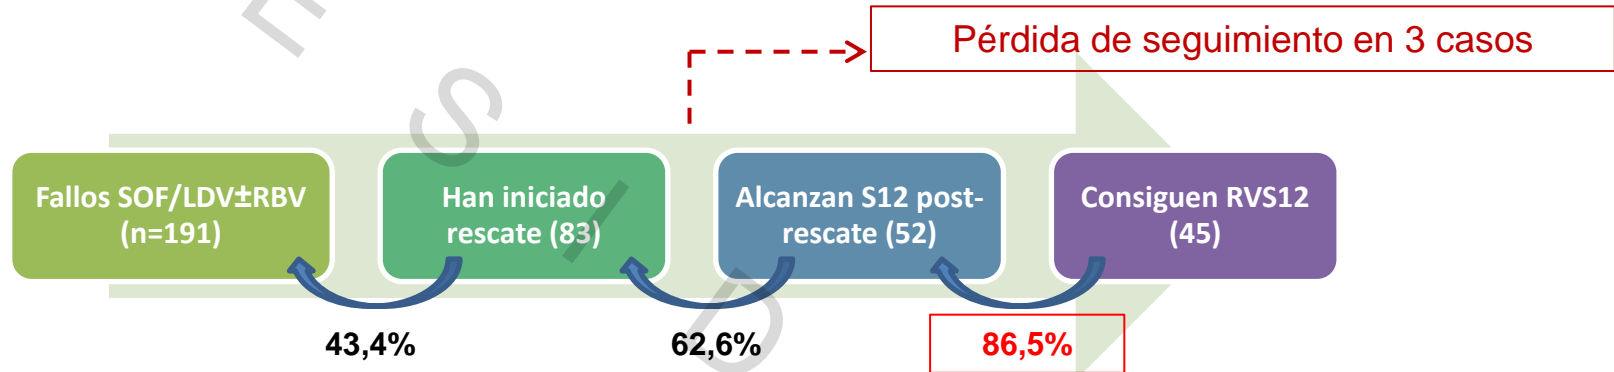 Pérdida de seguimiento en 3 casos
Fallos SOF/LDV±RBV
(n=191)
Han iniciado
rescate (83)
Alcanzan S12 post-
rescate (52)
Consiguen RVS12
(45)
43,4%
62,6%
86,5%